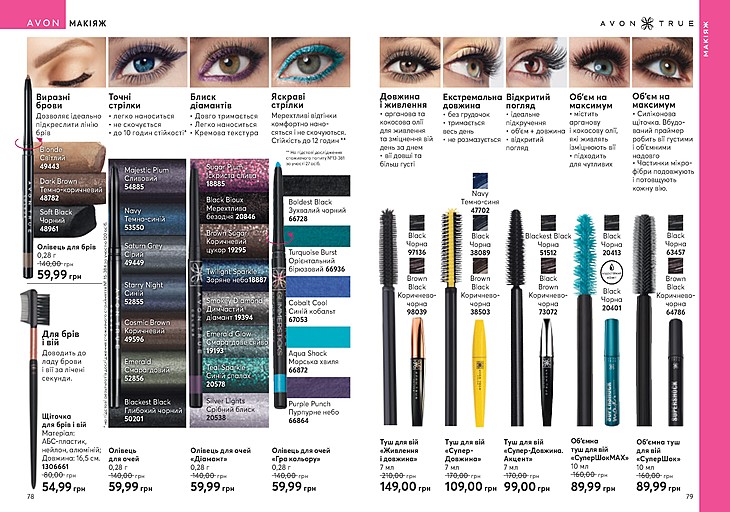 AVON МАКІЯЖ
AVON TRUE
МАКІЯЖ
Виразні
брови
Дозволяє ідеально
підкреслити лінію
брів
Blonde
Світлий
49443
Dark Brown
Темно-коричневий
48782
Soft Black
Чорний
48961
Олівець для брів
0,28 г
140,00 грн
59,99 грн
Для брів
і вій
Доводить до
ладу брови
і вії за лічені
секунди.
Щіточка
для брів і вій
Матеріал:
АБС-пластик,
нейлон, алюміній;
Довжина: 16,5 см.
1306661
80,00 грн
54,99 грн
78
Точні
стрілки
• легко наноситься
• не скочується
• до 10 годин стійкості*
Majestic Plum
Сливовий
54885
Navy
Темно-синій
53550
Saturn Grey
Сірий
49449
Starry Night
Синій
52855
Cosmic Brown
Коричневий
49596
Emerald
Смарагдовий
52856
Blackest Black
Глибокий чорний
50201
Олівець
для очей
0,28 г
140,00 грн
59,99 грн
Блиск
діамантів
• Довго тримається
• Легко наноситься
• Кремова текстура
Sugar Plum
Іскриста слива
18885
Black Bijoux
Мерехтлива
безодня 20846
Brown Sugar
Коричневий
цукор 19295
Twilight Sparkle
Зоряне небо 18887
Smokey Diamond
Димчастий
діамант 19394
Emerald Glow
Смарагдове сяйво
19193
Teal Sparkle
Синій спалах
20578
Silver Lights
Срібний блиск
20538
Олівець для очей
«Діамант»
0,28 г
140,00 грн
59,99 грн
Яскраві
стрілки
Мерехтливі відтінки
комфортно нано-
сяться і не скочуються.
Стійкість до 12 годин **
Boldest Black
Зухвалий чорний
66728
Turquoise Burst
Орієнтальний
бірюзовий 66936
Cobalt Cool
Синій кобальт
67053
Aqua Shock
Морська хвиля
66872
Purple Punch
Пурпурне небо
66864
Олівець для очей
«Гра кольору»
0,28 г
140,00 грн
59,99 грн
Довжина
і живлення
• арганова та
кокосова олії
для живлення
та зміцнення вій
день за днем
• вії довші та
більш густі
Black
Чорна
97136
Brown
Black
Коричнево-
чорна
98039
Туш для вій
«Живлення
і довжина»
7 мл
210,00 грн
149,00 грн
Екстремальна
довжина
• без грудочок
• тримається
весь день
• не розмазується
Navy
Темно-синя
47702
Black
Чорна
38089
Brown
Black
Коричнево-
чорна
38503
Туш для вій
«Супер-
Довжина»
7 мл
160,00 грн
109,00 грн
Відкритий
погляд
• ідеальне
підкручення
• об'єм + довжина
• відкритий
погляд
Blackest Black
Чорна
51512
Brown Black
Коричнево-
чорна
73072
Туш для вій
«Супер-Довжина.
Акцент»
7 мл
170,00 грн
99,00 грн
Об'єм на
максимум
• містить
арганову
і кокосову олії,
які живлять
і зміцнюють вії
• підходить
для чутливих
Black
Чорна
20413
Black
Чорна
20401
Об'ємна
туш для вій
«СуперШокMAX»
10 мл
160,00 грн
89,99 грн
Об'єм на
максимум
• Силіконова
щіточка. Вбудо-
ваний праймер
робить вії густими
і об'ємними
надовго
• Частинки мікро-
фібри подовжують
і потовщують
кожну вію.
Black
Чорна
63457
Brown
Black
Коричнево-
чорна
64786
SUPERSHOCK
Об'ємна туш
для вій
«СуперШок»
10 мл
160,00 грн
89,99 грн
79